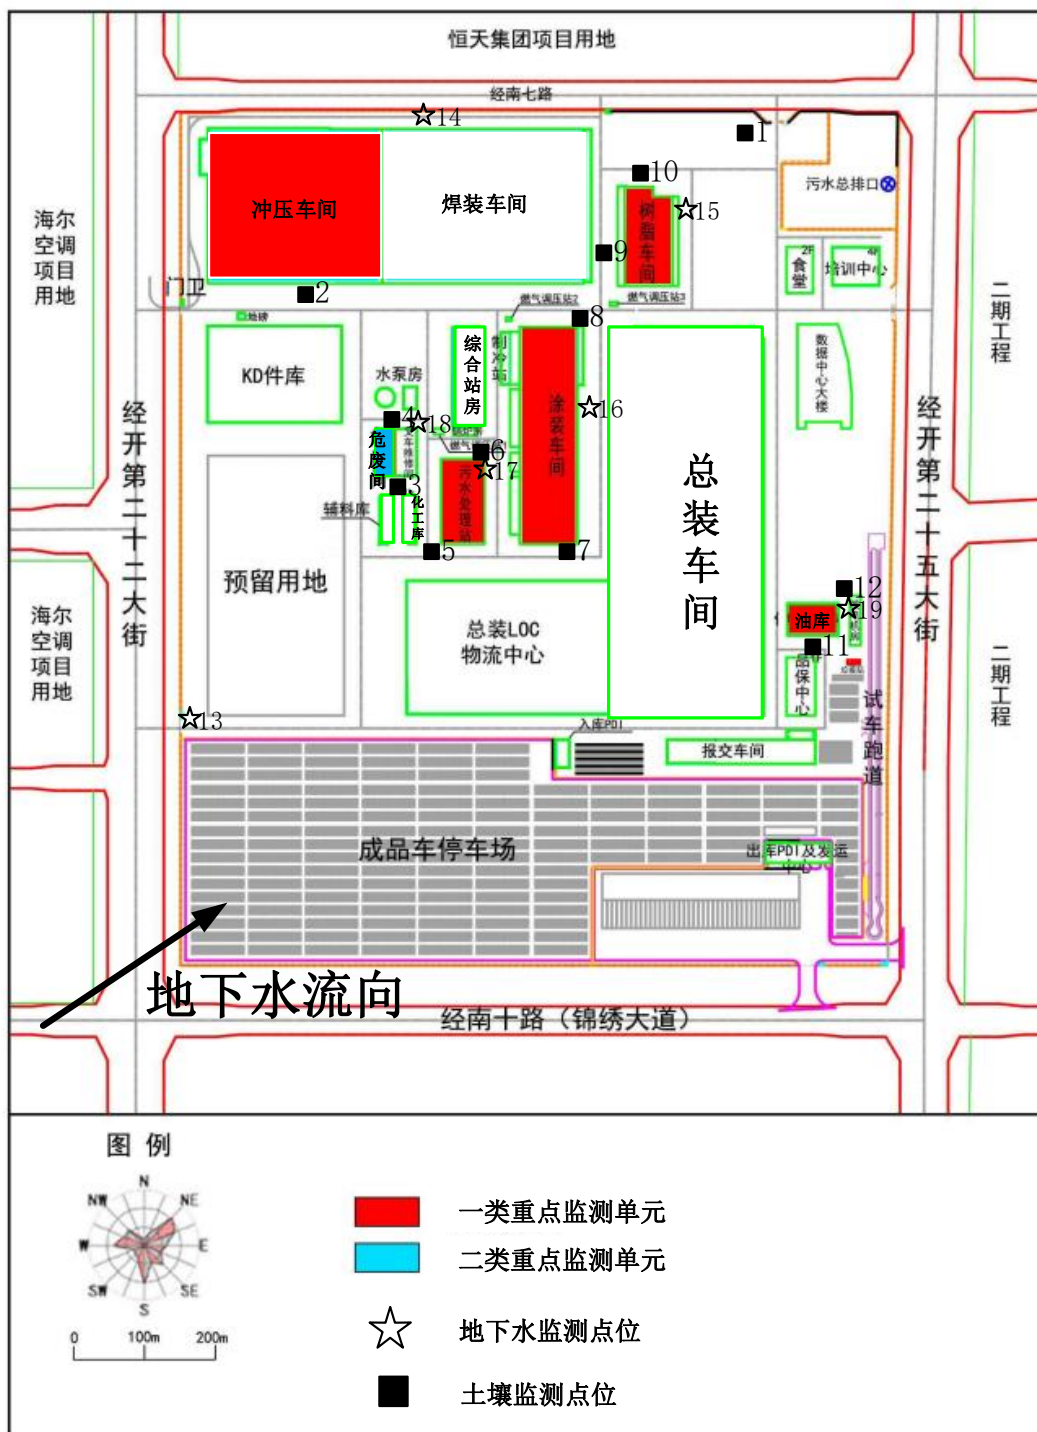 恒天集团项目用地
经南七路
14
1
10
污水总排口
冲压车间
焊装车间
树脂车间
15
海尔
空调
项目
用地
9
2F
食堂
4F
培训中心
门卫
2
燃气调压站2
燃气调压站3
二期工程
地磅
8
KD件库
综合站房
制冷站
水泵房
涂装车间
数据中心大楼
经开第二十二大街
经开第二十五大街
4
18
16
危废间
6
17
总装车间
3
污水处理站
辅料库
化工库
5
7
预留用地
12
19
油库
11
海尔
空调
项目
用地
总装LOC
物流中心
品保中心
二期工程
试车跑道
13
入库PDI
报交车间
成品车停车场
出库PDI及发运
中心
地下水流向
经南十路（锦绣大道）
图 例
N
NW
NE
W
E
SW
SE
S
0
100m
200m
一类重点监测单元
二类重点监测单元
地下水监测点位
土壤监测点位